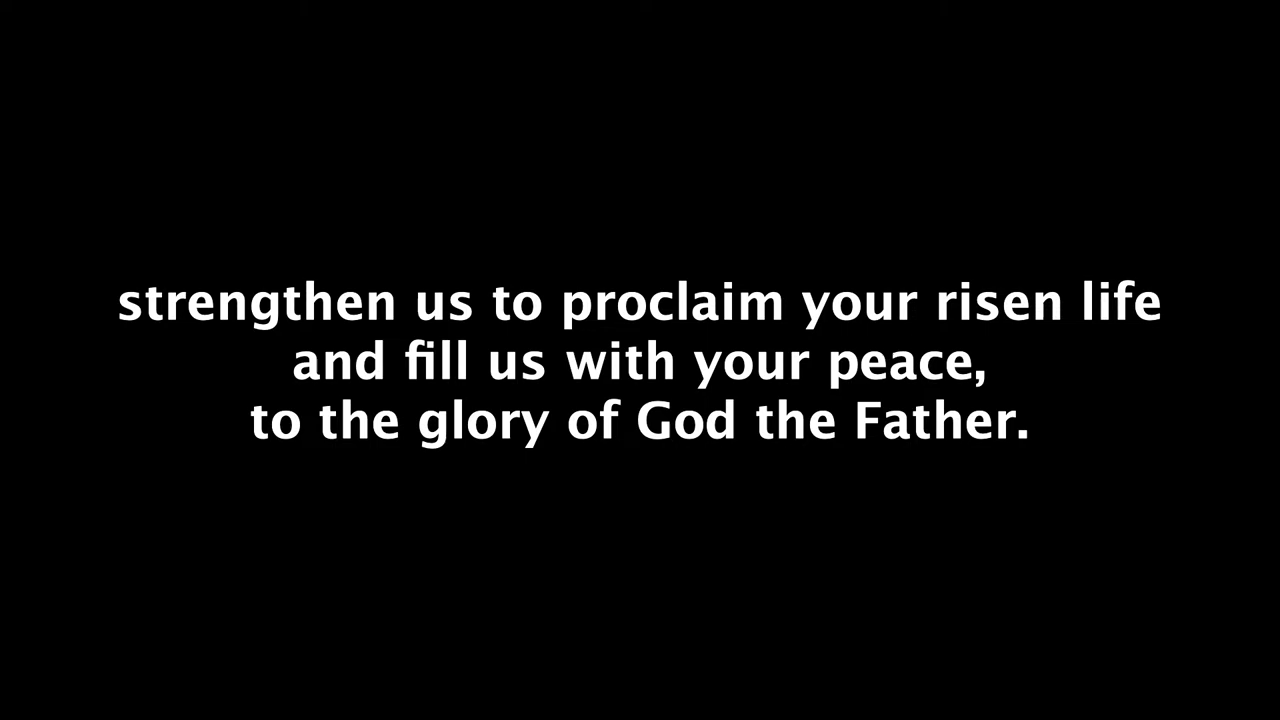 strengthen us to proclaim your risen life
and fill us with your peace,
to the glory of God the Father.